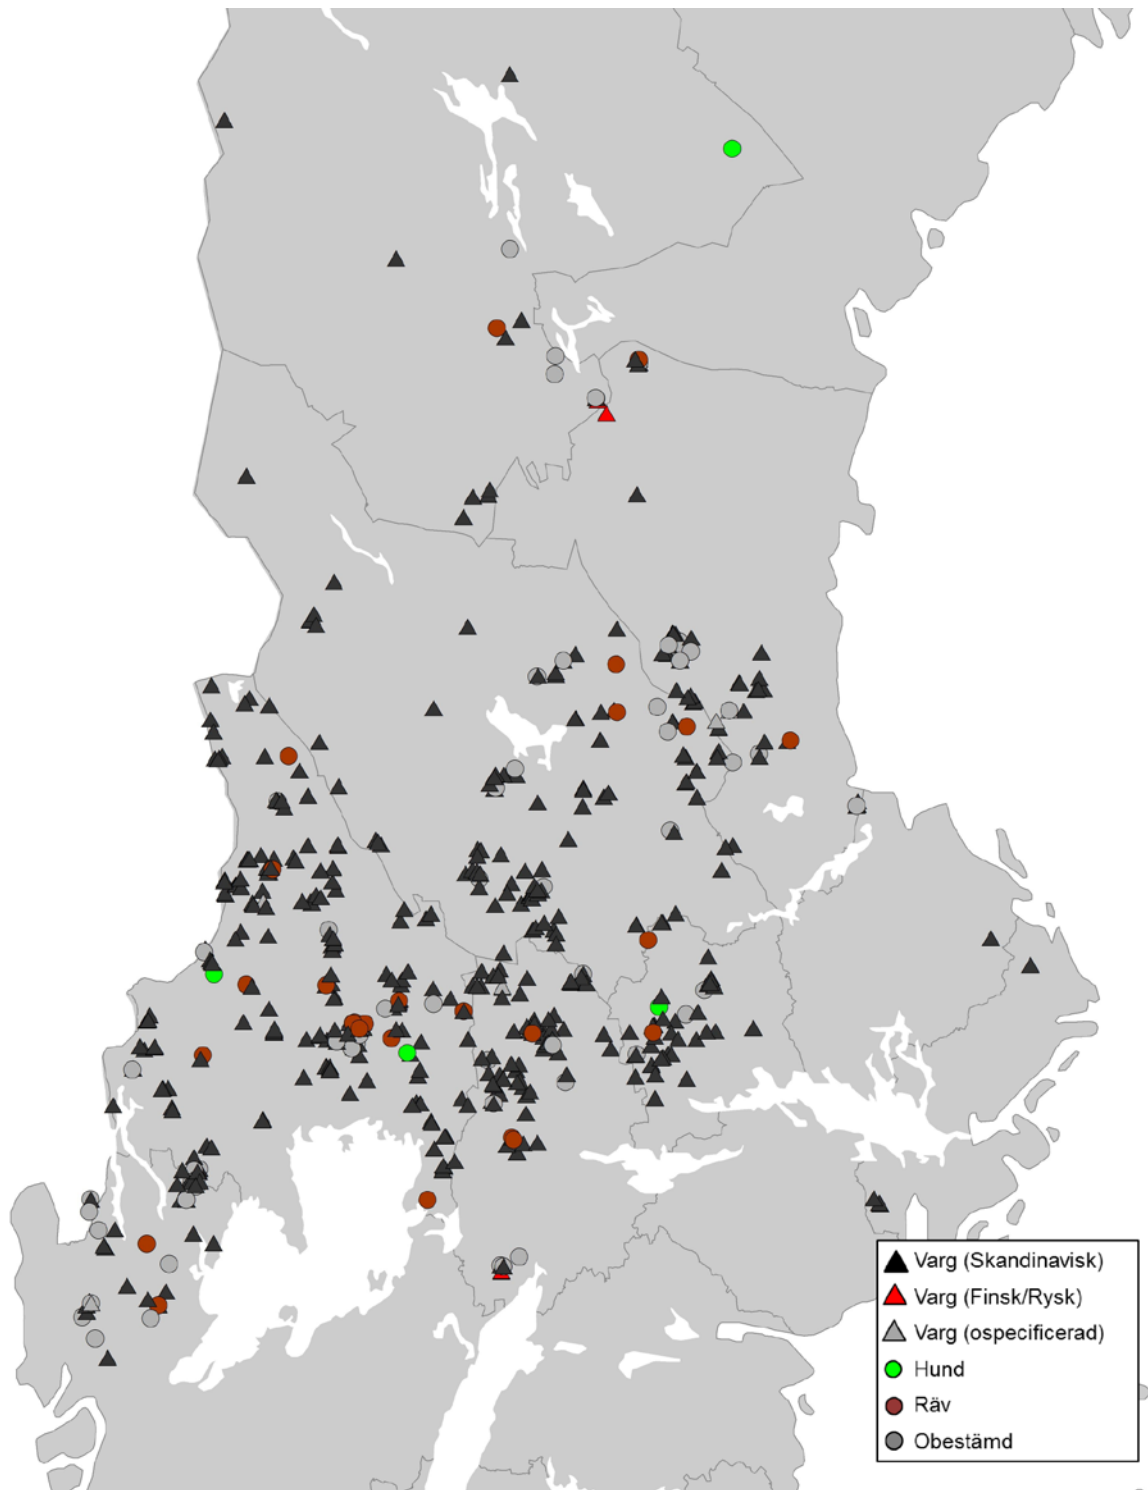 Varg (Skandinavisk)
Varg (Finsk/Rysk)
Varg (ospecificerad)
Hund
Räv
Obestämd